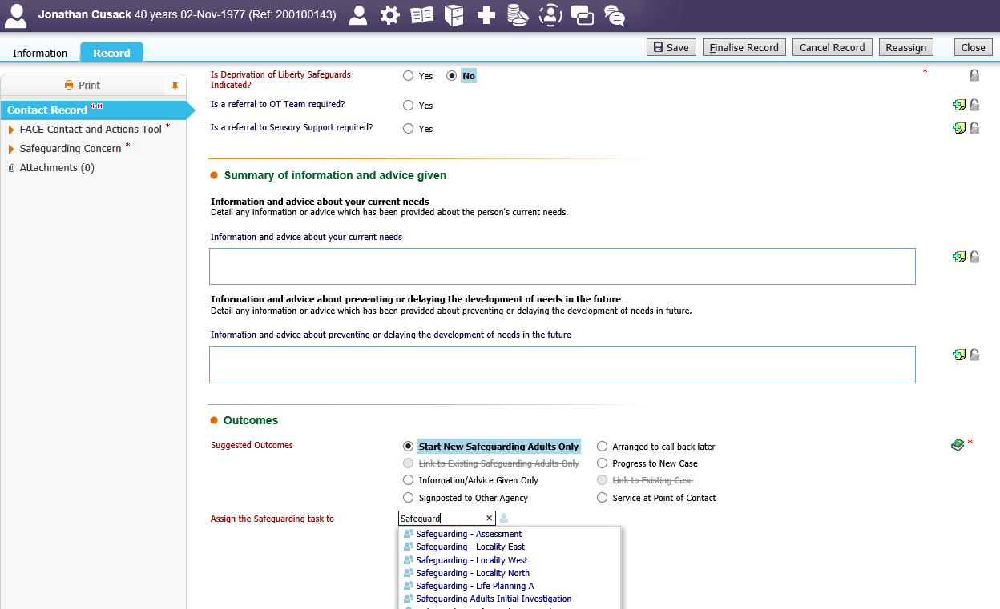 Jonathan Cusack 40 years 02-Nov-1977 (Ref: 200100143)
Information
Record
Save
Finalise Record
Cancel Record
Reassign
Close
Print
Contact Record *M
FACE Contact and Actions Tool *
Safeguarding Concern *
Attachments (0)
Is Deprivation of Liberty Safeguards
Indicated?
Yes
No
*
Is a referral to OT Team required?
Yes
Is a referral to Sensory Support required?
Yes
Summary of information and advice given
Information and advice about your current needs
Detail any information or advice which has been provided about the person's current needs.
Information and advice about your current needs
Information and advice about preventing or delaying the development of needs in the future
Detail any information or advice which has been provided about preventing or delaying the development of needs in future.
Information and advice about preventing or delaying the development of needs in the future
Outcomes
Suggested Outcomes
Start New Safeguarding Adults Only
Arranged to call back later
*
Link to Existing Safeguarding Adults Only
Progress to New Case
Information/Advice Given Only
Link to Existing Case
Signposted to Other Agency
Service at Point of Contact
Assign the Safeguarding task to
Safeguard
Safeguarding - Assessment
Safeguarding - Locality East
Safeguarding - Locality West
Safeguarding - Locality North
Safeguarding - Life Planning A
Safeguarding Adults Initial Investigation